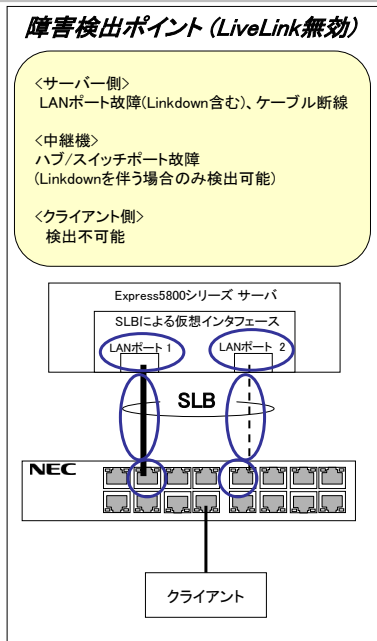 障害検出ポイント(LiveLink無効)
<サーバー側>
LANポート故障(Linkdown含む)、ケーブル断線
<中継機>
ハブ/スイッチポート故障
(Linkdownを伴う場合のみ検出可能)
<クライアント側>
検出不可能
Express5800シリーズ サーバ
SLBによる仮想インタフェース
LANポート 1
LANポート 2
SLB
NEC
クライアント